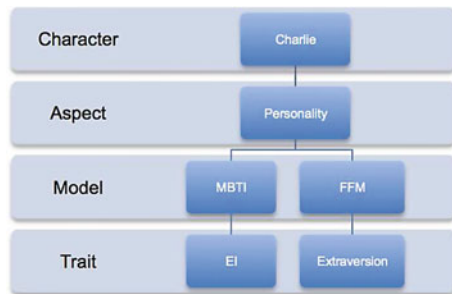 Character
Charlie
Aspect
Personality
Model
MBTI
FFM
Trait
EI
Extraversion